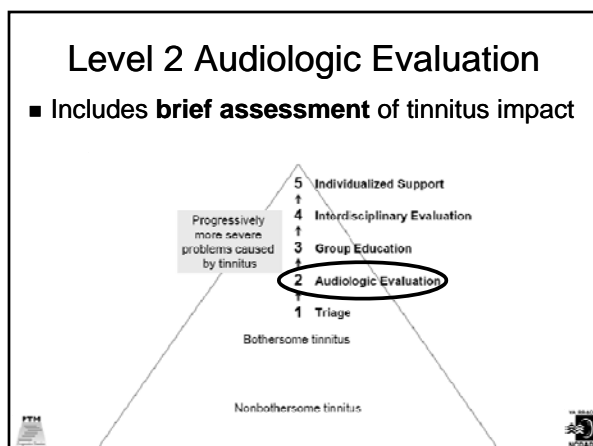 Level 2 Audiologic Evaluation
■ Includes brief assessment of tinnitus impact
5 Individualized Support
4 Interdisciplinary Evaluation
Progressively
more severe
problems caused
by tinnitus
3 Group Education
2 Audiologic Evaluation
1 Triage
Bothersome tinnitus
Nonbothersome tinnitus
PTM